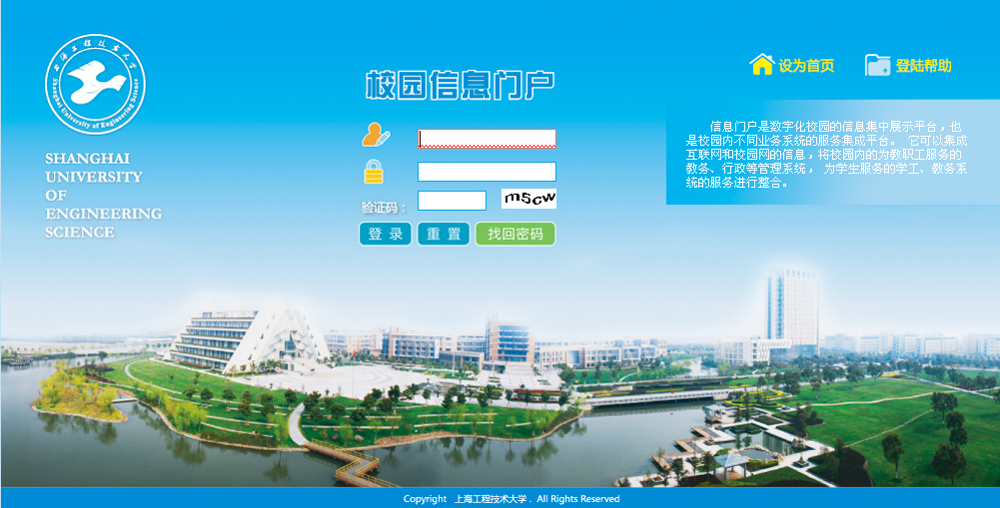 上海工程技术大学
Shanghai University of Engineering Science
SHANGHAI
UNIVERSITY
OF
ENGINEERING
SCIENCE
校园信息门户
验证码：
mscw
登 录
重 置
找回密码
设为首页
登陆帮助
信息门户是数字化校园的信息集中展示平台，也
是校园内不同业务系统的服务集成平台。 它可以集成
互联网和校园网的信息，将校园内的为教职工服务的
教务、行政等管理系统， 为学生服务的学工、教务系
统的服务进行整合。
Copyright 上海工程技术大学 . All Rights Reserved